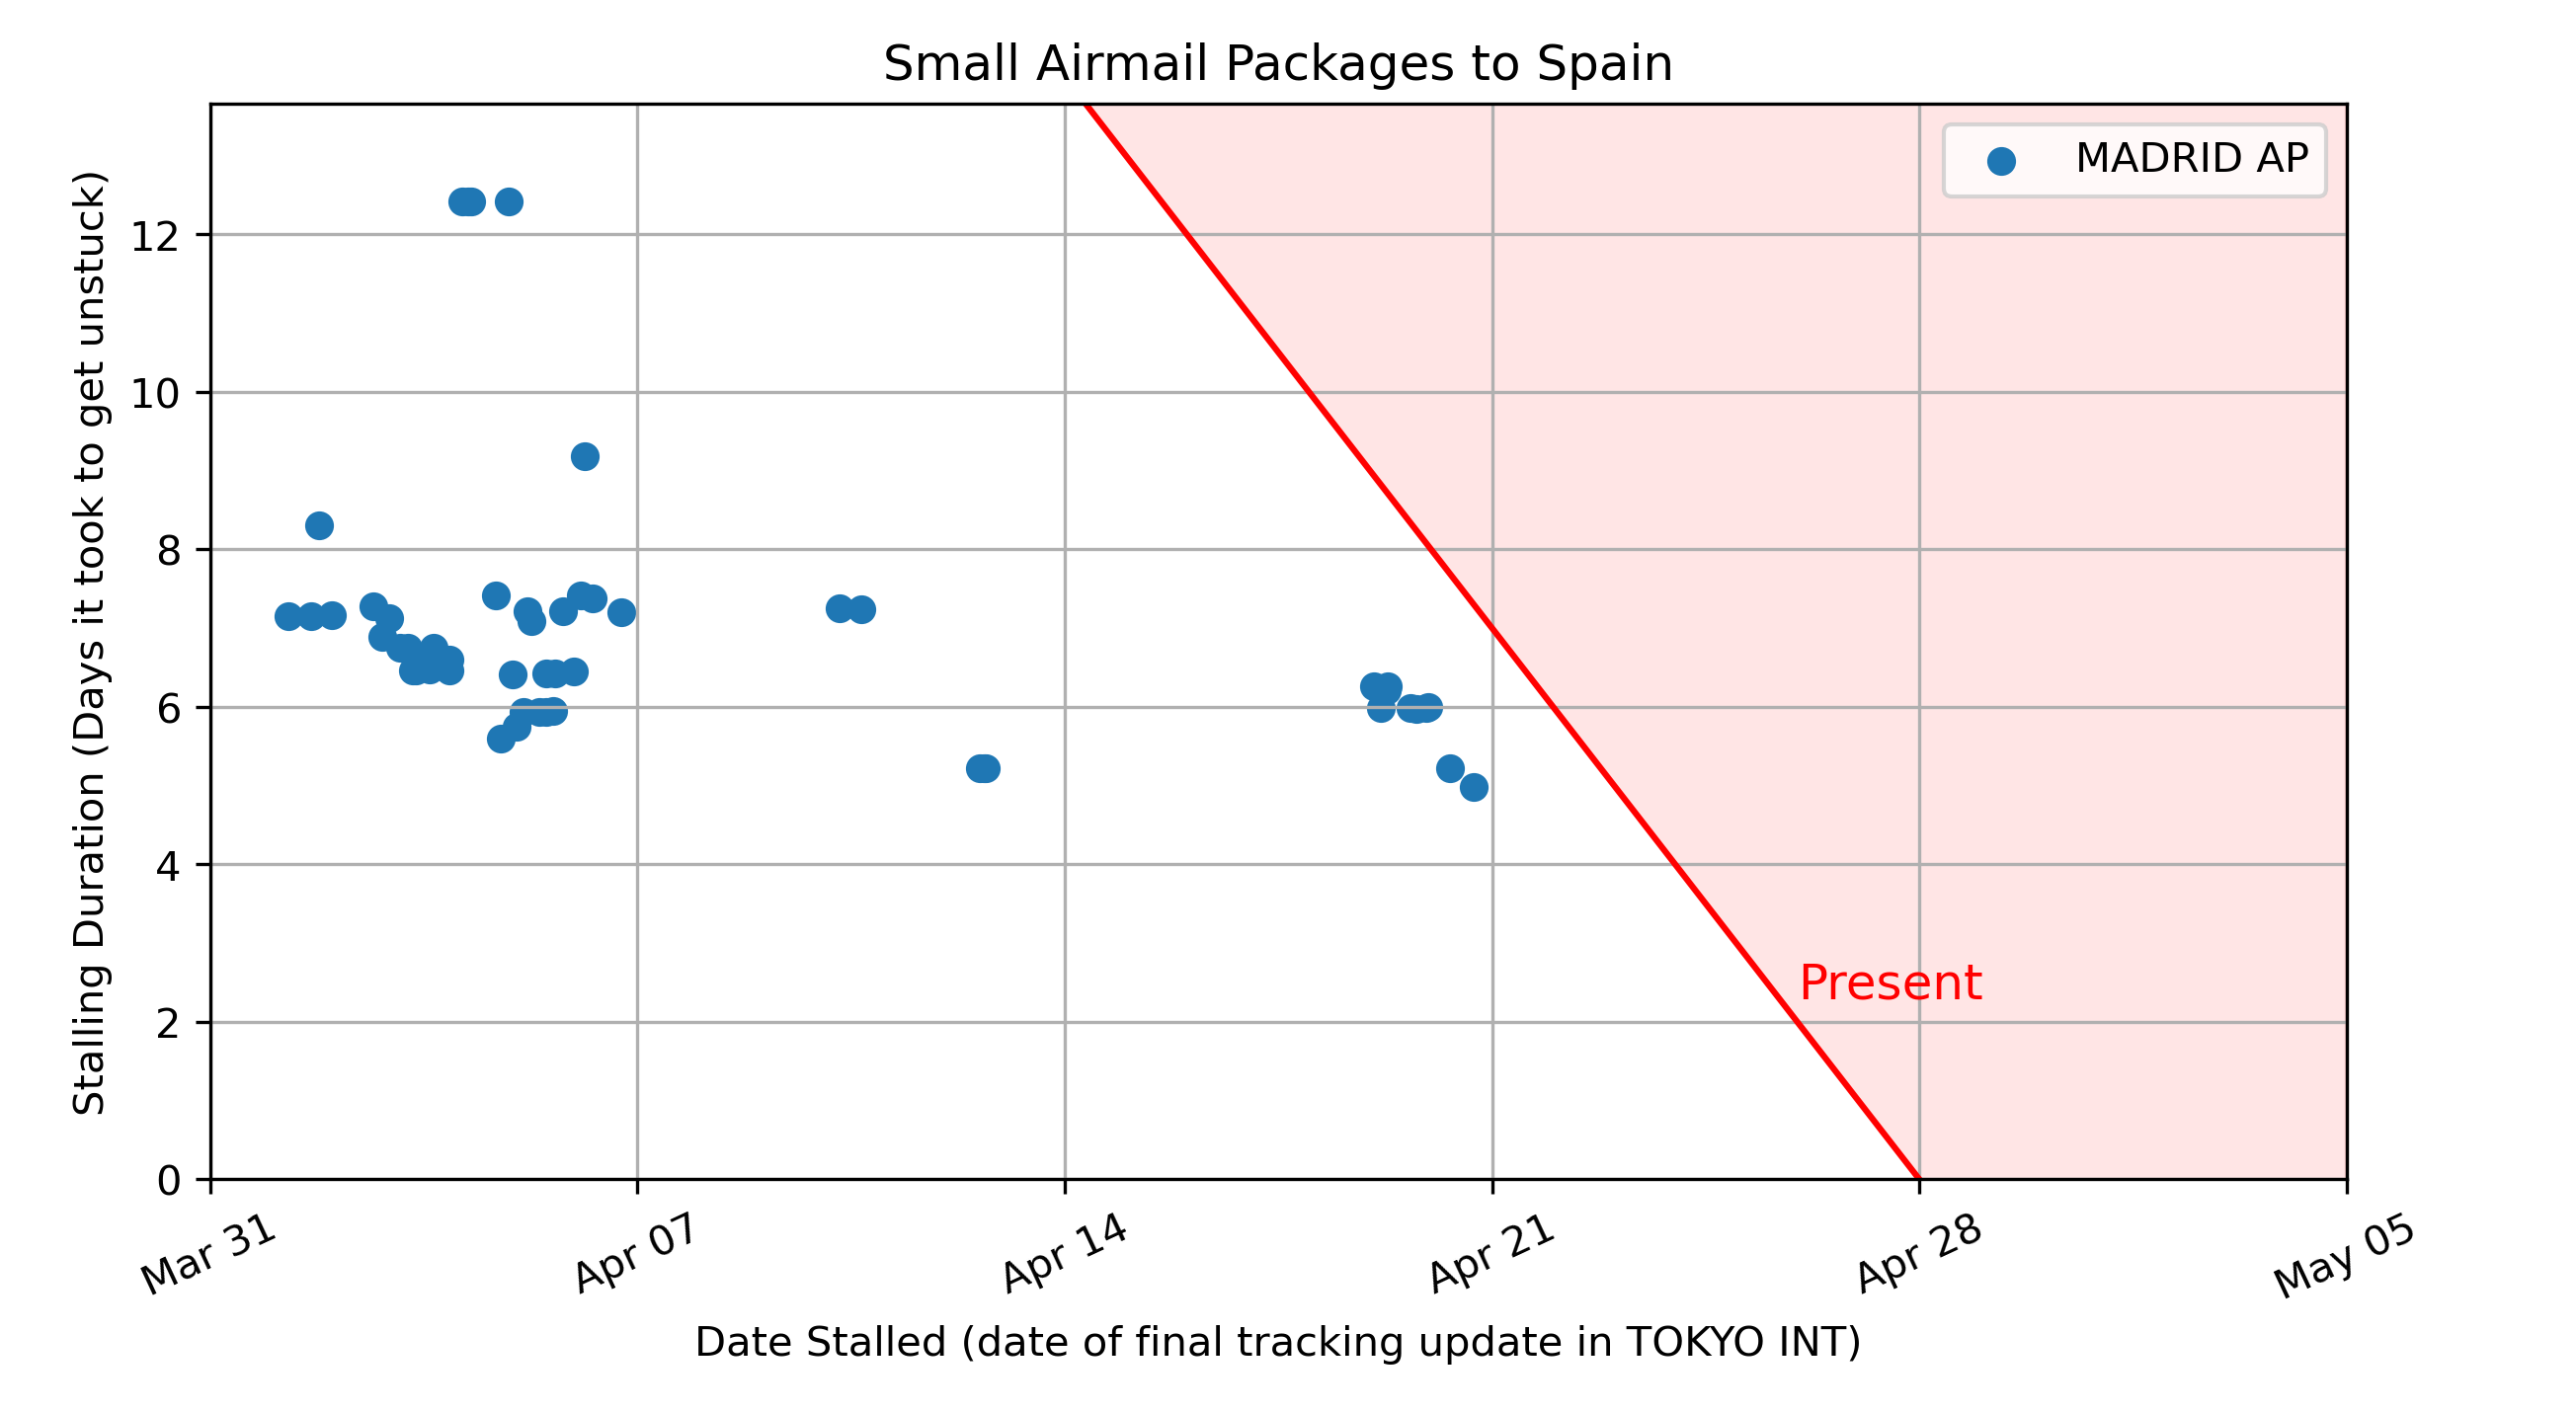 Small Airmail Packages to Spain
MADRID AP
Stalling Duration (Days it took to get unstuck)
12
10
8
6
4
2
0
Present
Mar 31
Apr 07
Apr 14
Apr 21
Apr 28
May 05
Date Stalled (date of final tracking update in TOKYO INT)